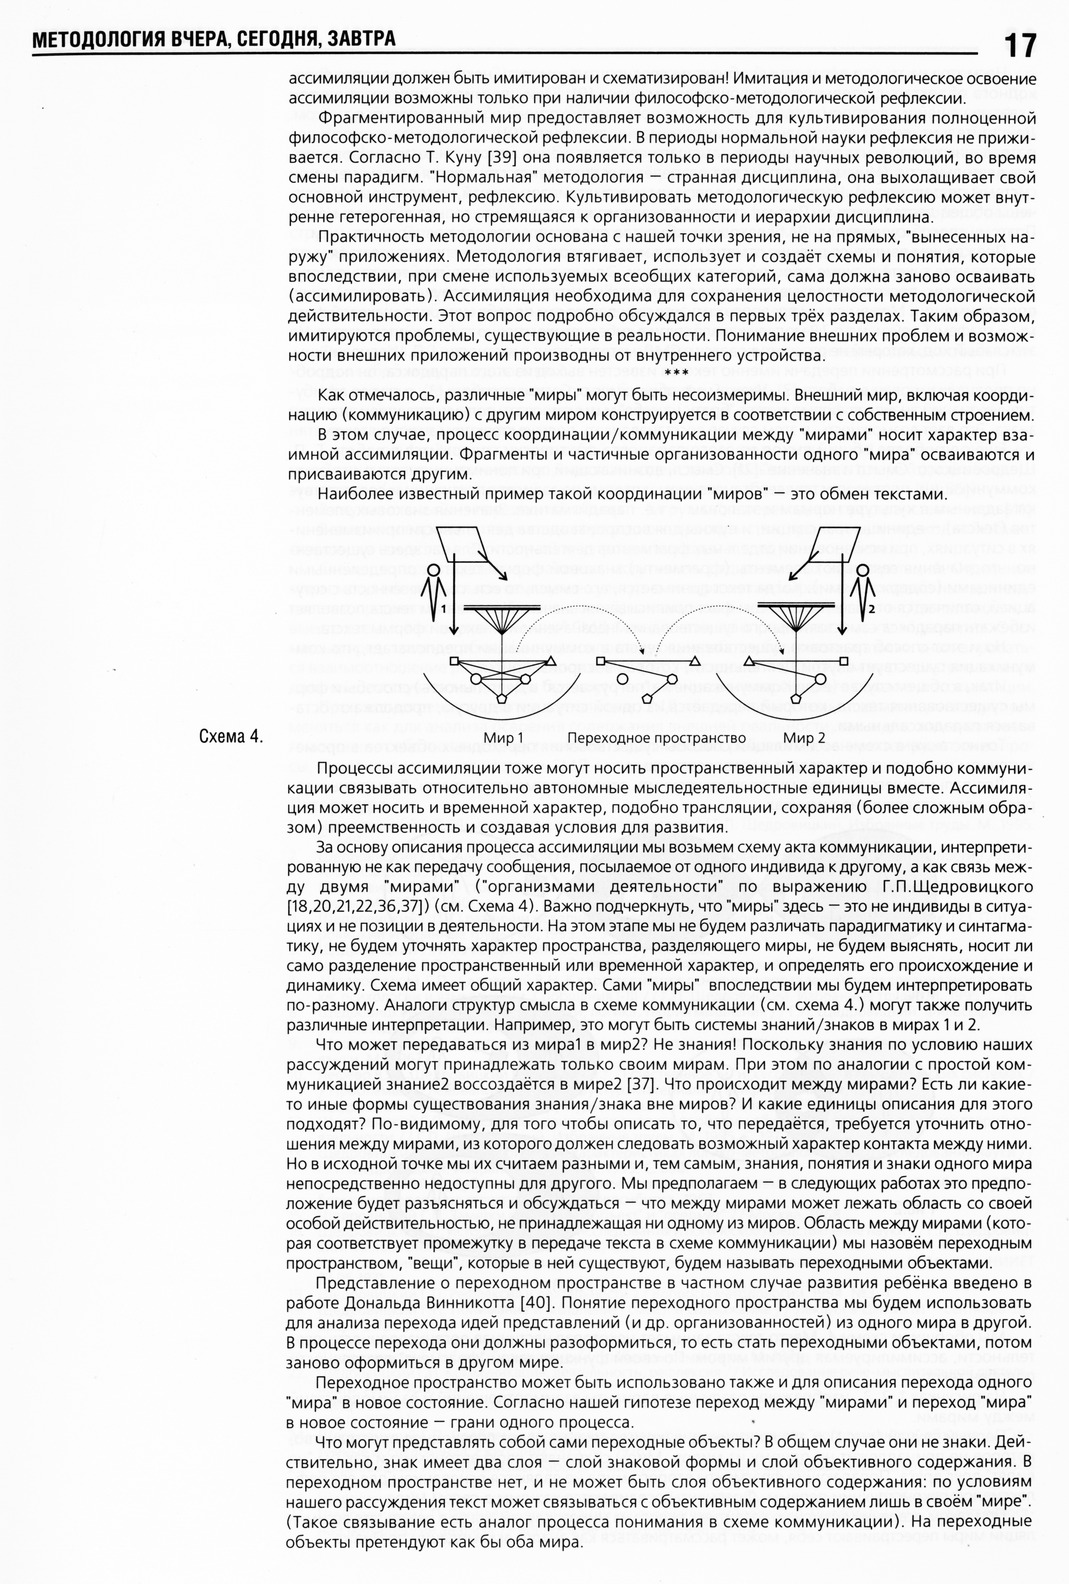 МЕТОДОЛОГИЯ ВЧЕРА, СЕГОДНЯ, ЗАВТРА
17
ассимиляции должен быть имитирован и схематизирован! Имитация и методологическое освоение
ассимиляции возможны только при наличии философско-методологической рефлексии.
Фрагментированный мир предоставляет возможность для культивирования полноценной
философско-методологической рефлексии. В периоды нормальной науки рефлексия не прижи-
вается. Согласно Т. Куну [39] она появляется только в периоды научных революций, во время
смены парадигм. "Нормальная" методология — странная дисциплина, она выхолащивает свой
основной инструмент, рефлексию. Культивировать методологическую рефлексию может внут-
ренне гетерогенная, но стремящаяся к организованности и иерархии дисциплина.
Практичность методологии основана с нашей точки зрения, не на прямых, "вынесенных на-
ружу" приложениях. Методология втягивает, использует и создаёт схемы и понятия, которые
впоследствии, при смене используемых всеобщих категорий, сама должна заново осваивать
(ассимилировать). Ассимиляция необходима для сохранения целостности методологической
действительности. Этот вопрос подробно обсуждался в первых трёх разделах. Таким образом,
имитируются проблемы, существующие в реальности. Понимание внешних проблем и возмож-
ности внешних приложений производны от внутреннего устройства.
***
Как отмечалось, различные "миры" могут быть несоизмеримы. Внешний мир, включая коорди-
нацию (коммуникацию) с другим миром конструируется в соответствии с собственным строением.
В этом случае, процесс координации/коммуникации между "мирами" носит характер вза-
имной ассимиляции. Фрагменты и частичные организованности одного "мира" осваиваются и
присваиваются другим.
Наиболее известный пример такой координации "миров" — это обмен текстами.
1
2
Схема 4.
Мир 1
Переходное пространство
Мир 2
Процессы ассимиляции тоже могут носить пространственный характер и подобно коммуни-
кации связывать относительно автономные мыследеятельностные единицы вместе. Ассимиля-
ция может носить и временной характер, подобно трансляции, сохраняя (более сложным обра-
зом) преемственность и создавая условия для развития.
За основу описания процесса ассимиляции мы возьмем схему акта коммуникации, интерпрети-
рованную не как передачу сообщения, посылаемое от одного индивида к другому, а как связь меж-
ду двумя "мирами" ("организмами деятельности" по выражению Г.П.Щедровицкого
[18,20,21,22,36,37]) (см. Схема 4). Важно подчеркнуть, что "миры" здесь — это не индивиды в ситуа-
циях и не позиции в деятельности. На этом этапе мы не будем различать парадигматику и синтагма-
тику, не будем уточнять характер пространства, разделяющего миры, не будем выяснять, носит ли
само разделение пространственный или временной характер, и определять его происхождение и
динамику. Схема имеет общий характер. Сами "миры" впоследствии мы будем интерпретировать
по-разному. Аналоги структур смысла в схеме коммуникации (см. схема 4.) могут также получить
различные интерпретации. Например, это могут быть системы знаний/знаков в мирах 1 и 2.
Что может передаваться из мира1 в мир2? Не знания! Поскольку знания по условию наших
рассуждений могут принадлежать только своим мирам. При этом по аналогии с простой ком-
муникацией знание2 воссоздаётся в мире2 [37]. Что происходит между мирами? Есть ли какие-
то иные формы существования знания/знака вне миров? И какие единицы описания для этого
подходят? По-видимому, для того чтобы описать то, что передаётся, требуется уточнить отно-
шения между мирами, из которого должен следовать возможный характер контакта между ними.
Но в исходной точке мы их считаем разными и, тем самым, знания, понятия и знаки одного мира
непосредственно недоступны для другого. Мы предполагаем — в следующих работах это предпо-
ложение будет разъясняться и обсуждаться — что между мирами может лежать область со своей
особой действительностью, не принадлежащая ни одному из миров. Область между мирами (кото-
рая соответствует промежутку в передаче текста в схеме коммуникации) мы назовём переходным
пространством, "вещи", которые в ней существуют, будем называть переходными объектами.
Представление о переходном пространстве в частном случае развития ребёнка введено в
работе Дональда Винникотта [40]. Понятие переходного пространства мы будем использовать
для анализа перехода идей представлений (и др. организованностей) из одного мира в другой.
В процессе перехода они должны разоформиться, то есть стать переходными объектами, потом
заново оформиться в другом мире.
Переходное пространство может быть использовано также и для описания перехода одного
"мира" в новое состояние. Согласно нашей гипотезе переход между "мирами" и переход "мира"
в новое состояние — грани одного процесса.
Что могут представлять собой сами переходные объекты? В общем случае они не знаки. Дей-
ствительно, знак имеет два слоя — слой знаковой формы и слой объективного содержания. В
переходном пространстве нет, и не может быть слоя объективного содержания: по условиям
нашего рассуждения текст может связываться с объективным содержанием лишь в своём "мире".
(Такое связывание есть аналог процесса понимания в схеме коммуникации). На переходные
объекты претендуют как бы оба мира.